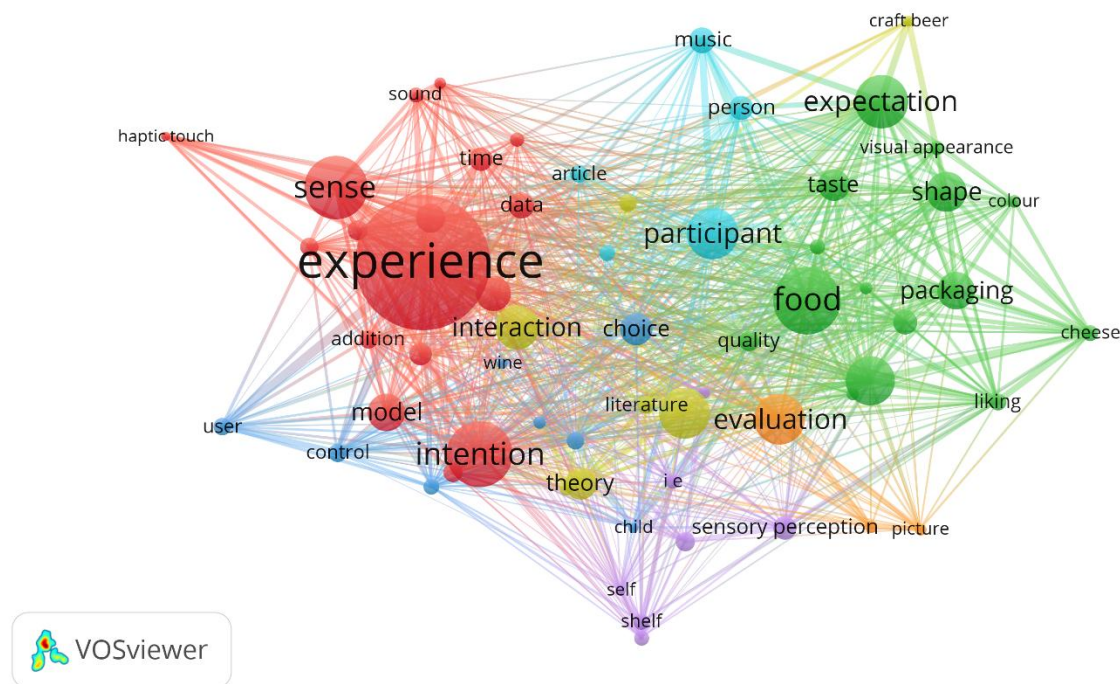 craft beer
music
sound
person
expectation
haptic touch
visual appearance
time
article
taste
sense
shape
data
colour
participant
experience
food
packaging
interaction
choice
addition
quality
cheese
wine
literature
liking
model
evaluation
user
control
intention
theory
i e
child
sensory perception
picture
self
shelf
VOSviewer